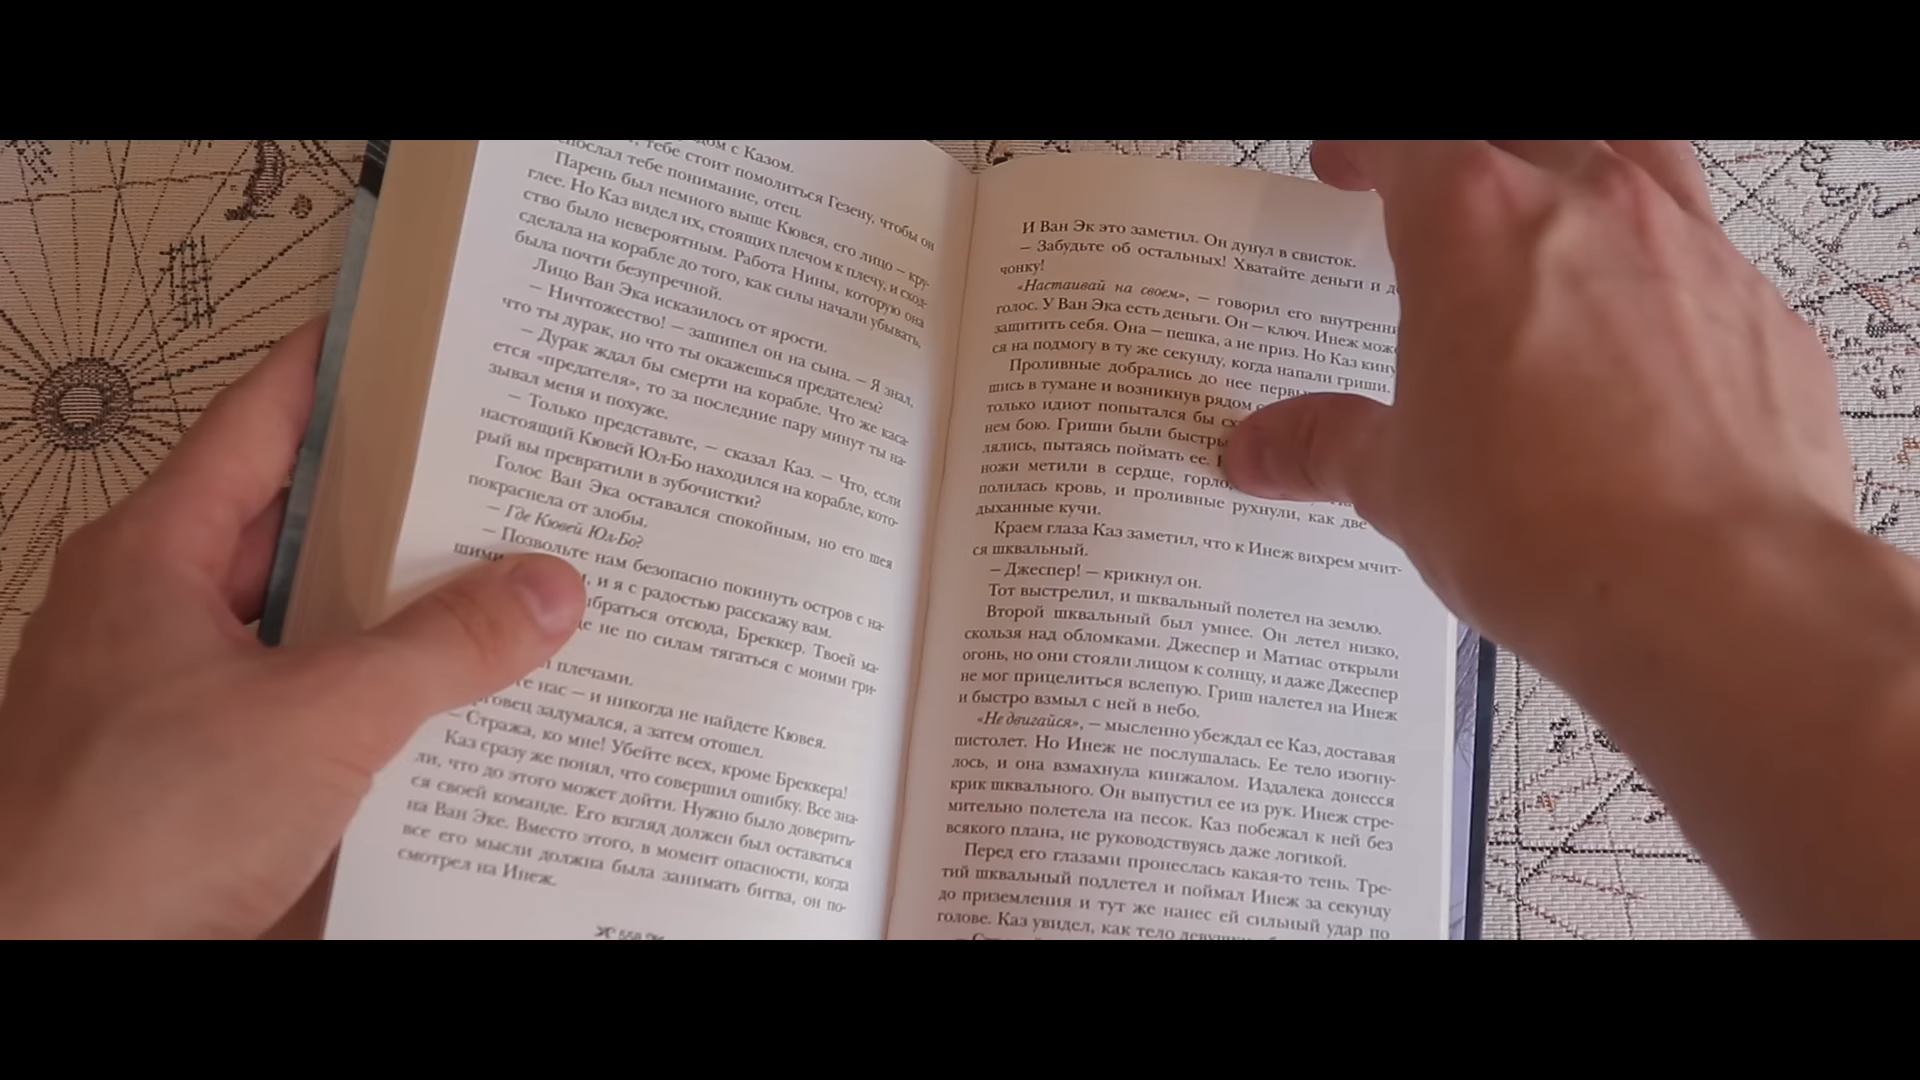 дом с Казом.
тебе стоит помолиться Гезену, чтобы он
послал тебе понимание, отец.
Парень был немного выше Кювея, его лицо – кру-
глее. Но Каз видел их, стоящих плечом к плечу, и сход-
ство было невероятным. Работа Нины, которую она
сделала на корабле до того, как силы начали убывать,
была почти безупречной.
Лицо Ван Эка исказилось от ярости.
– Ничтожество! – зашипел он на сына. – Я знал,
что ты дурак, но что ты окажешься предателем?
– Дурак ждал бы смерти на корабле. Что же каса-
ется «предателя», то за последние пару минут ты на-
зывал меня и похуже.
– Только представьте, – сказал Каз. – Что, если
настоящий Кювей Юл-Бо находился на корабле, кото-
рый вы превратили в зубочистки?
Голос Ван Эка оставался спокойным, но его шея
покраснела от злобы.
– Где Кювей Юл-Бо?
– Позвольте нам безопасно покинуть остров с на-
шими и я с радостью расскажу вам.
отсюда, Бреккер. Твоей ма-
не по силам тягаться с моими гри-
плечами.
нас – и никогда не найдете Кювея.
задумался, а затем отошел.
– Стража, ко мне! Убейте всех, кроме Бреккера!
Каз сразу же понял, что совершил ошибку. Все зна-
ли, что до этого может дойти. Нужно было доверить-
ся своей команде. Его взгляд должен был оставаться
на Ван Эке. Вместо этого, в момент опасности, когда
все его мысли должна была занимать битва, он по-
смотрел на Инеж.
И Ван Эк это заметил. Он дунул в свисток.
– Забудьте об остальных! Хватайте деньги и д
чонку!
«Настаивай на своем», – говорил его внутренн
голос. У Ван Эка есть деньги. Он – ключ. Инеж мож
защитить себя. Она – пешка, а не приз. Но Каз кину
ся на подмогу в ту же секунду, когда напали гриши.
Проливные добрались до нее перв
шись в тумане и возникнув рядом
только идиот попытался бы
нем бою. Гриши были быстры
лялись, пытаясь поймать ее.
ножи метили в сердце, горло,
полилась кровь, и проливные рухнули, как две
дыханные кучи.
Краем глаза Каз заметил, что к Инеж вихрем мчит-
ся шквальный.
– Джеспер! – крикнул он.
Тот выстрелил, и шквальный полетел на землю.
Второй шквальный был умнее. Он летел низко,
скользя над обломками. Джеспер и Матиас открыли
огонь, но они стояли лицом к солнцу, и даже Джеспер
не мог прицелиться вслепую. Гриш налетел на Инеж
и быстро взмыл с ней в небо.
«Не двигайся», – мысленно убеждал ее Каз, доставая
пистолет. Но Инеж не послушалась. Ее тело изогну-
лось, и она взмахнула кинжалом. Издалека донесся
крик шквального. Он выпустил ее из рук. Инеж стре-
мительно полетела на песок. Каз побежал к ней без
всякого плана, не руководствуясь даже логикой.
Перед его глазами пронеслась какая-то тень. Тре-
тий шквальный подлетел и поймал Инеж за секунду
до приземления и тут же нанес ей сильный удар по
голове. Каз увидел, как тело